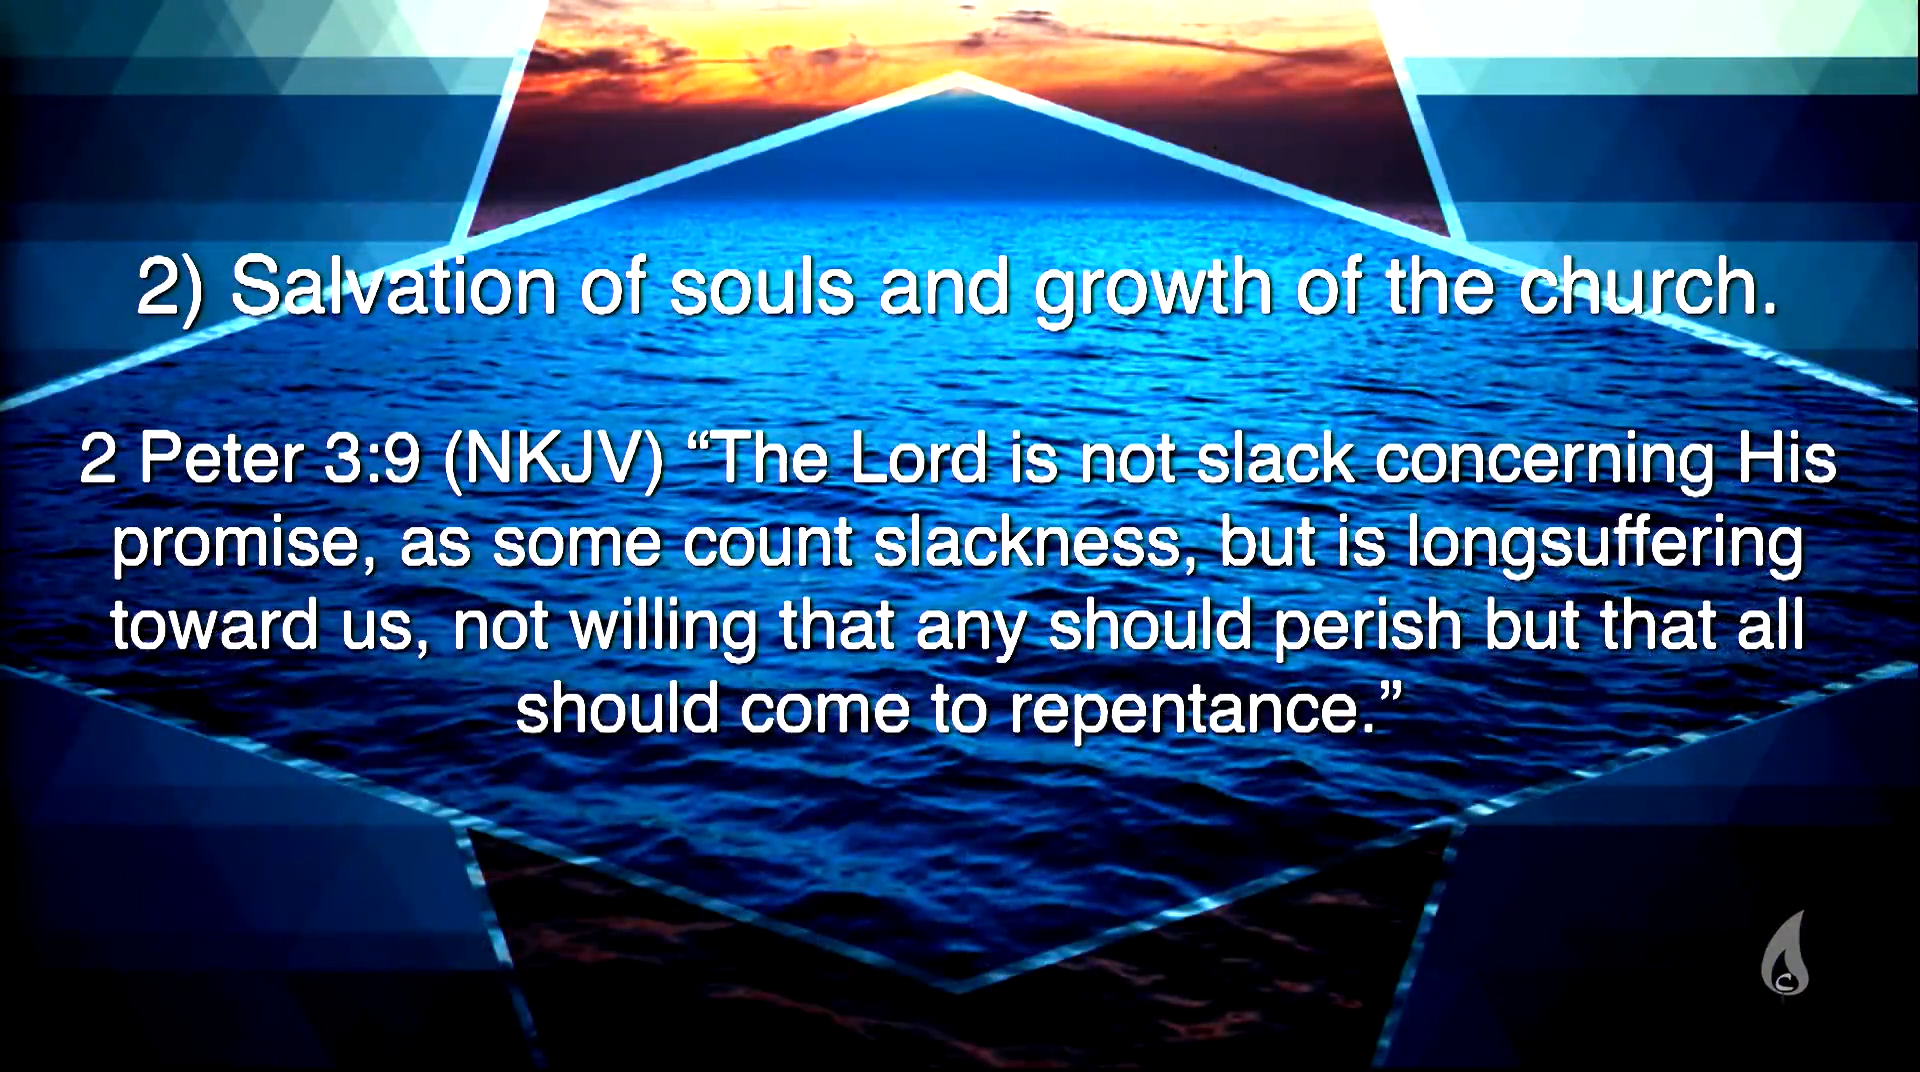 2) Salvation of souls and growth of the church.
2 Peter 3:9 (NKJV) “The Lord is not slack concerning His
promise, as some count slackness, but is longsuffering
toward us, not willing that any should perish but that all
should come to repentance.”
C